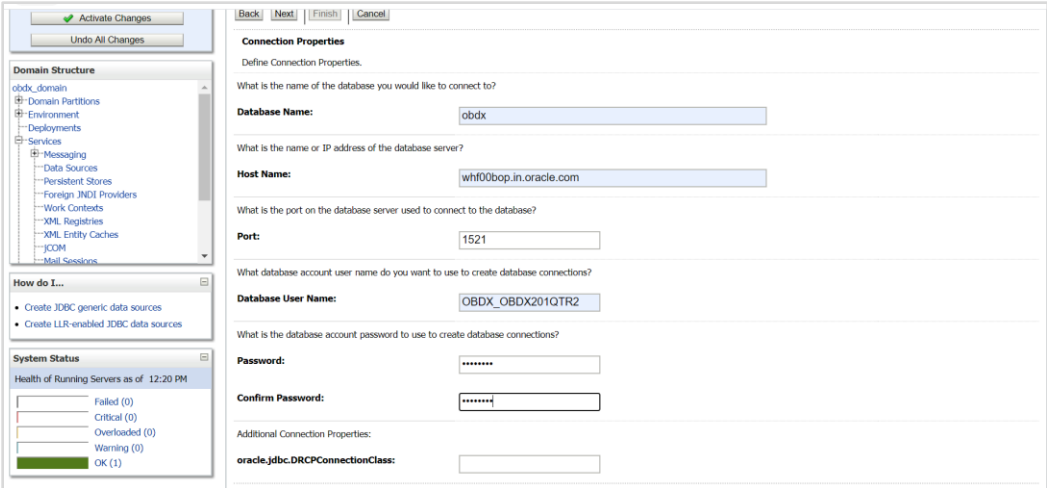 Activate Changes
Undo All Changes
Domain Structure
obdx_domain
Domain Partitions
Environment
Deployments
Services
Messaging
Data Sources
Persistent Stores
Foreign JNDI Providers
Work Contexts
XML Registries
XML Entity Caches
jCOM
Mail Sessions
How do I...
Create JDBC generic data sources
Create LLR-enabled JDBC data sources
System Status
Health of Running Servers as of 12:20 PM
Failed (0)
Critical (0)
Overloaded (0)
Warning (0)
OK (1)
Back Next Finish Cancel
Connection Properties
Define Connection Properties.
What is the name of the database you would like to connect to?
Database Name: obdx
What is the name or IP address of the database server?
Host Name: whf00bop.in.oracle.com
What is the port on the database server used to connect to the database?
Port: 1521
What database account user name do you want to use to create database connections?
Database User Name: OBDX_OBDX201QTR2
What is the database account password to use to create database connections?
Password: ••••••••
Confirm Password: ••••••••
Additional Connection Properties:
oracle.jdbc.DRCPConnectionClass: